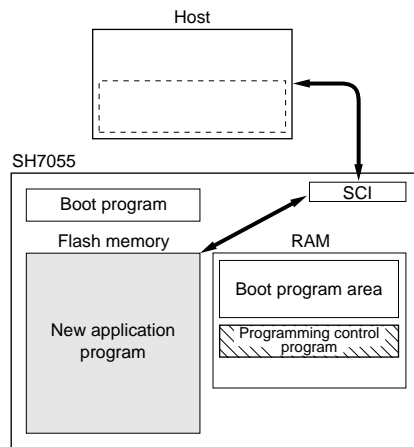 Host
SH7055
SCI
Boot program
Flash memory
RAM
Boot program area
New application
program
Programming control
program